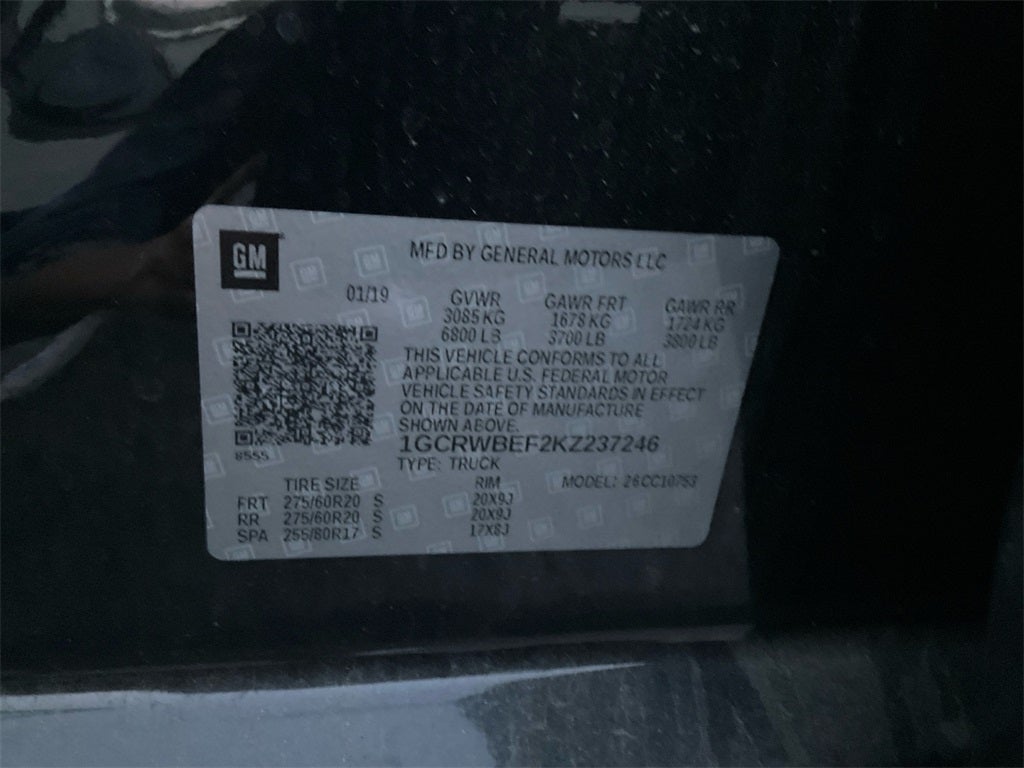 GM
MFD BY GENERAL MOTORS LLC
01/19 GVWR GAWR FRT GAWR RR
3085 KG 1678 KG 1724 KG
6800 LB 3700 LB 3800 LB
THIS VEHICLE CONFORMS TO ALL
APPLICABLE U.S. FEDERAL MOTOR
VEHICLE SAFETY STANDARDS IN EFFECT
ON THE DATE OF MANUFACTURE
SHOWN ABOVE.
1GCRWBEF2KZ237246
8555
TYPE: TRUCK
TIRE SIZE RIM MODEL: 26CC10753
FRT 275/60R20 S 20X9J
RR 275/60R20 S 20X9J
SPA 255/80R17 S 17X8J